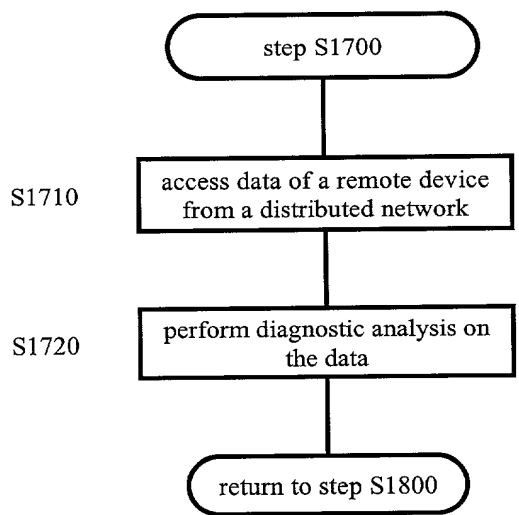 step S1700
S1710
access data of a remote device
from a distributed network
S1720
perform diagnostic analysis on
the data
return to step S1800